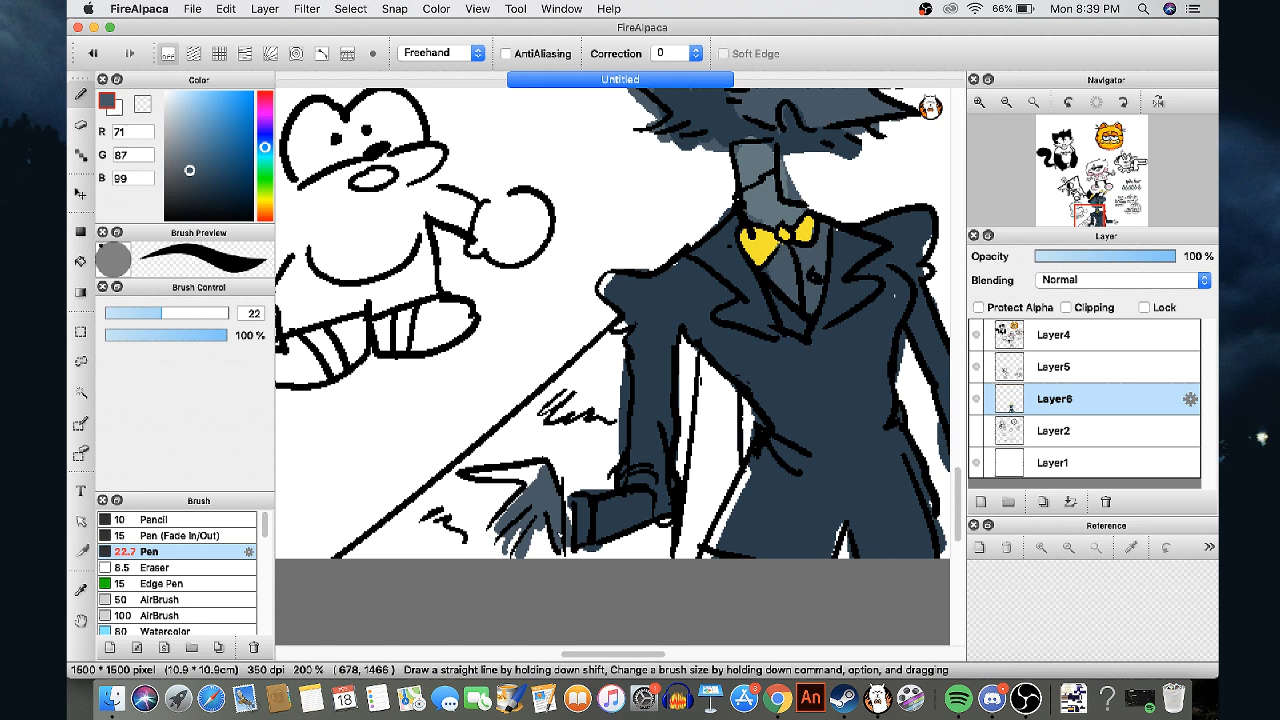 FireAlpaca File Edit Layer Filter Select Snap Color View Tool Window Help 66% Mon 8:39 PM
FireAlpaca
OFF Freehand AntiAliasing Correction 0 Soft Edge
Color
Untitled
Navigator
R 71
G 87
B 99
Brush Preview
Layer
Opacity 100 %
Blending Normal
Brush Control
Protect Alpha Clipping Lock
22
100 %
Layer4
Layer5
Layer6
Layer2
Layer1
Brush
10 Pencil
15 Pen (Fade In/Out)
22.7 Pen
8.5 Eraser
15 Edge Pen
50 AirBrush
100 AirBrush
80 Watercolor
Reference
T
1500 * 1500 pixel (10.9 * 10.9cm) 350 dpi 200 % ( 678, 1466 ) Draw a straight line by holding down shift, Change a brush size by holding down command, option, and dragging
18
An